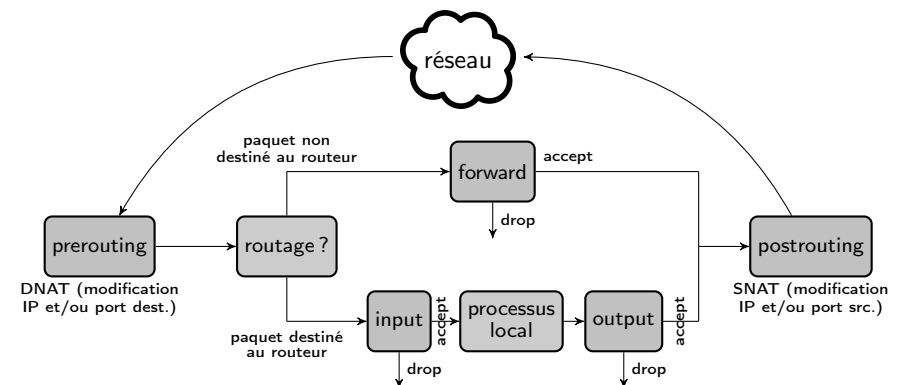 réseau
paquet non
destiné au routeur
forward
accept
drop
prerouting
routage ?
postrouting
DNAT (modification
IP et/ou port dest.)
SNAT (modification
IP et/ou port src.)
paquet destiné
au routeur
input
accept
processus
local
output
accept
drop
drop